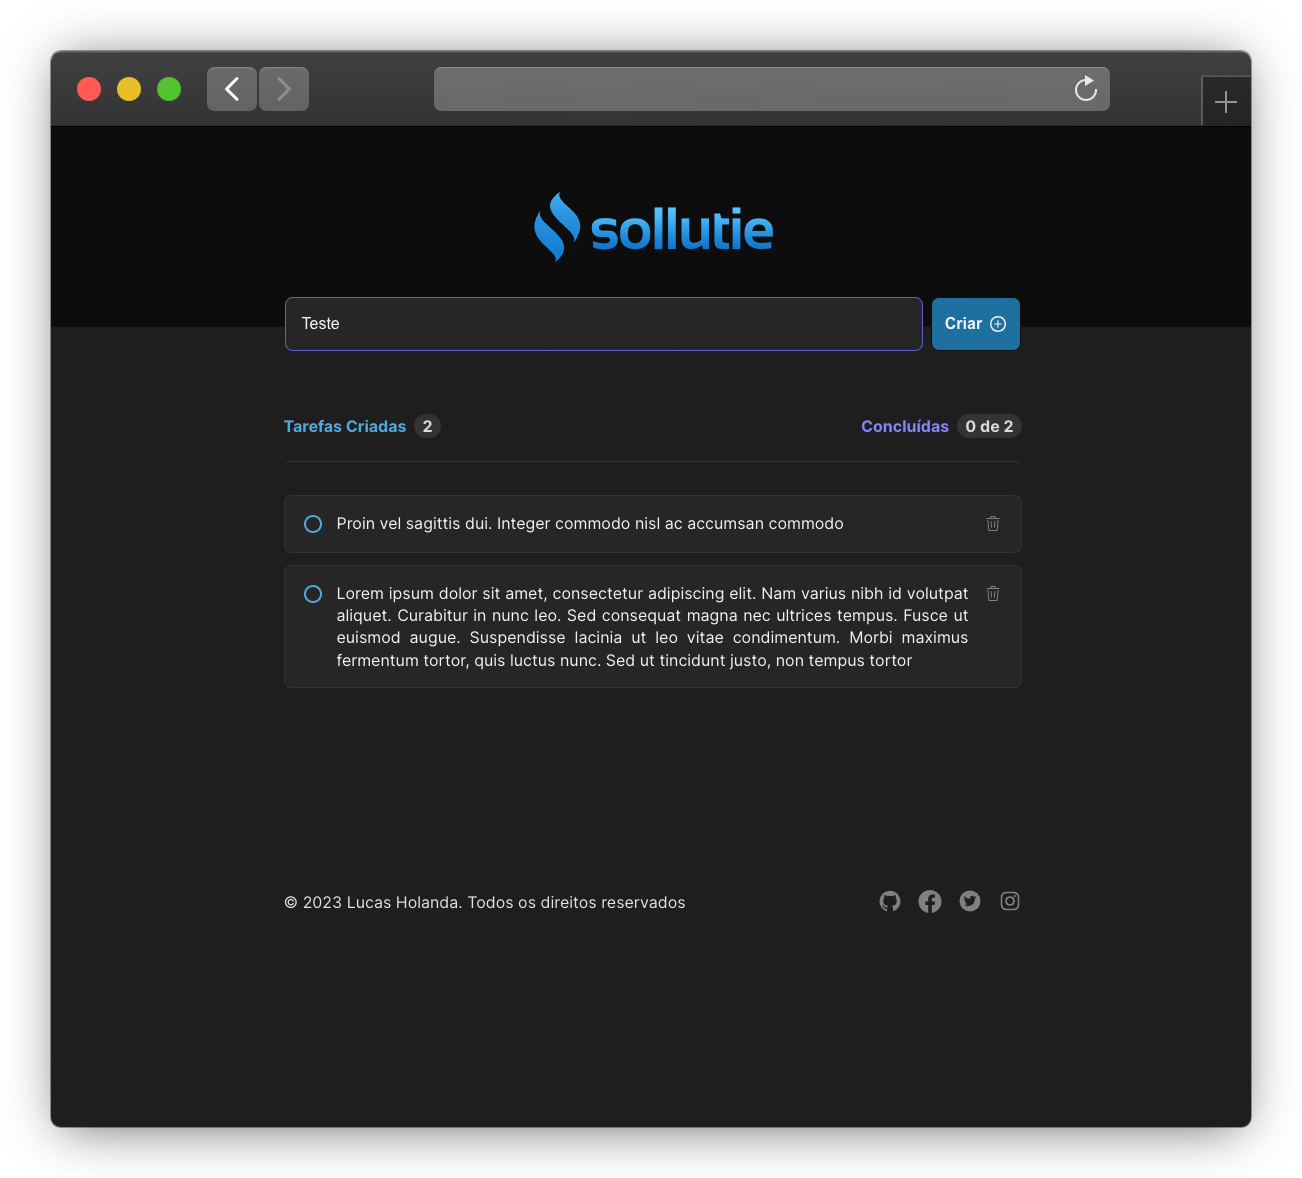 sollutie
Teste
Criar
Tarefas Criadas 2
Concluídas 0 de 2
Proin vel sagittis dui. Integer commodo nisl ac accumsan commodo
Lorem ipsum dolor sit amet, consectetur adipiscing elit. Nam varius nibh id volutpat
aliquet. Curabitur in nunc leo. Sed consequat magna nec ultrices tempus. Fusce ut
euismod augue. Suspendisse lacinia ut leo vitae condimentum. Morbi maximus
fermentum tortor, quis luctus nunc. Sed ut tincidunt justo, non tempus tortor
© 2023 Lucas Holanda. Todos os direitos reservados